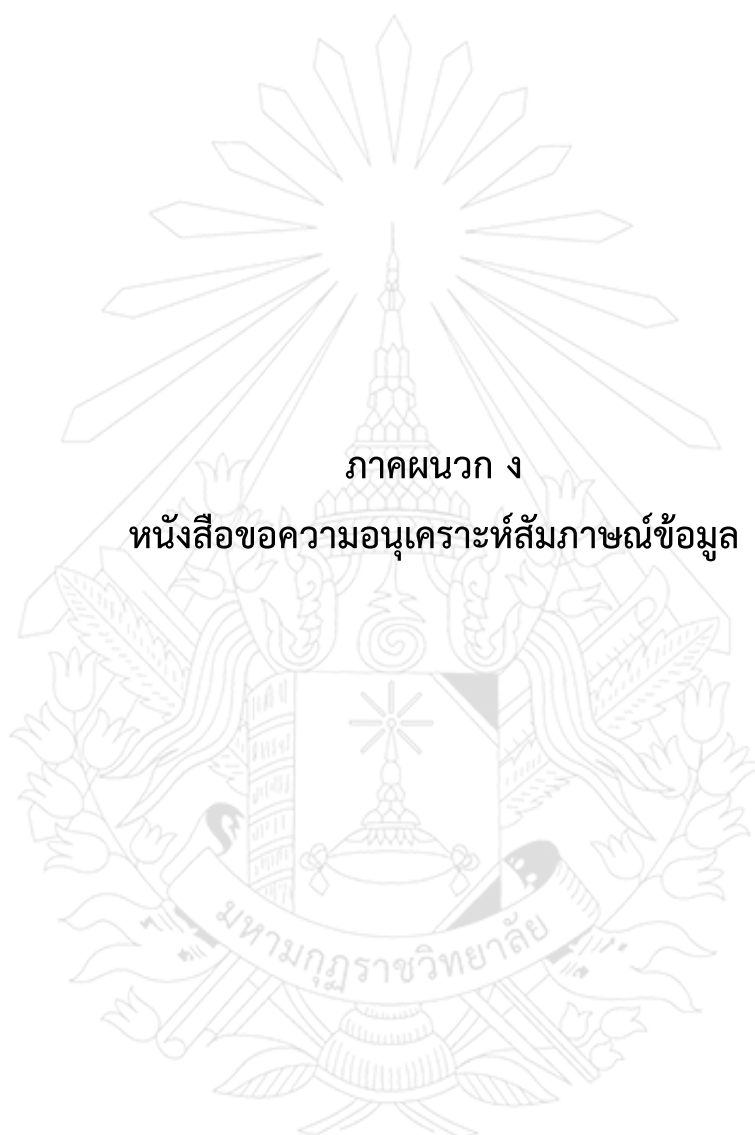 ภาคผนวก ง
หนังสือขอความอนุเคราะห์สัมภาษณ์ข้อมูล
มหามกุฏราชวิทยาลัย